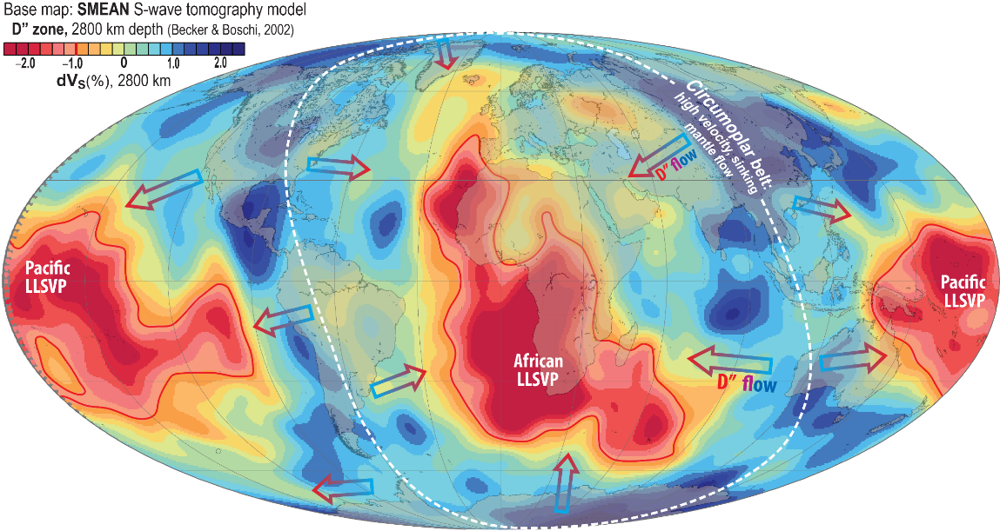 Base map: SMEAN S-wave tomography model
D” zone, 2800 km depth (Becker & Boschi, 2002)
–2.0 –1.0 0 1.0 2.0
dVS(%), 2800 km
Circumoplar belt:
high velocity, sinking
mantle flow
D” flow
Pacific
LLSVP
Pacific
LLSVP
African
LLSVP
D” flow